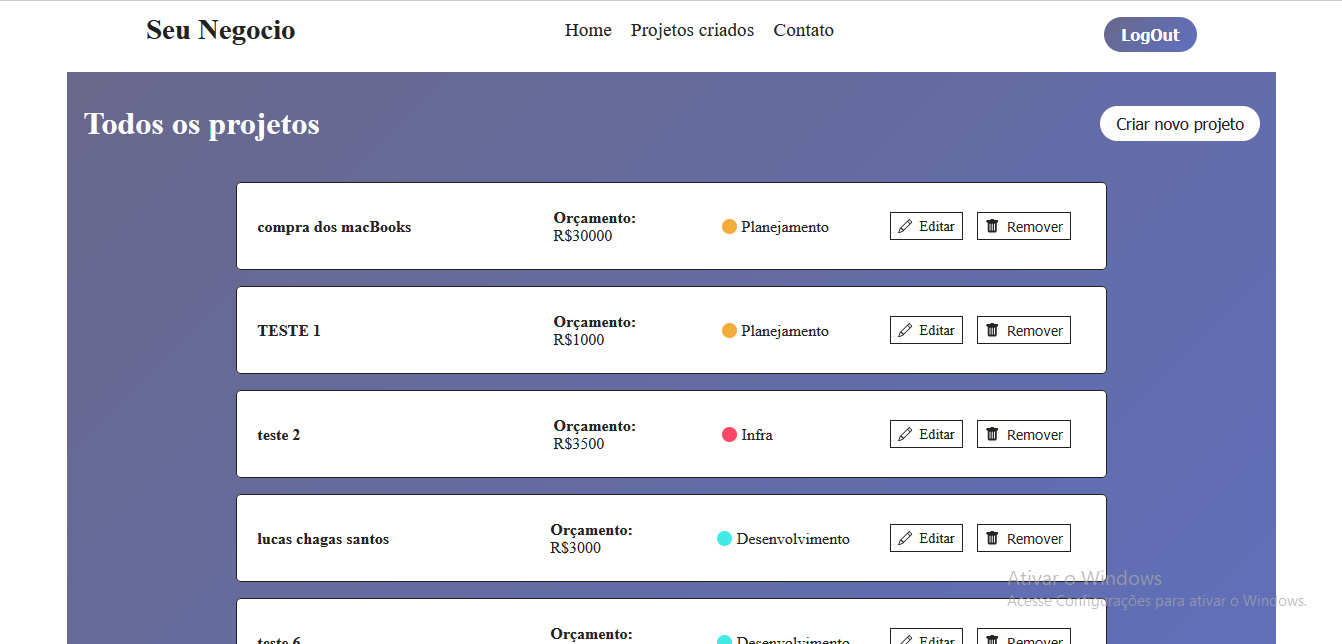 Seu Negocio
Home Projetos criados Contato
LogOut
Todos os projetos
Criar novo projeto
compra dos macBooks
Orçamento:
R$30000
Planejamento
Editar
Remover
TESTE 1
Orçamento:
R$1000
Planejamento
Editar
Remover
teste 2
Orçamento:
R$3500
Infra
Editar
Remover
lucas chagas santos
Orçamento:
R$3000
Desenvolvimento
Editar
Remover
Ativar o Windows
Acesse Configurações para ativar o Windows.
teste 6
Orçamento:
Desenvolvimento
Editar
Remover